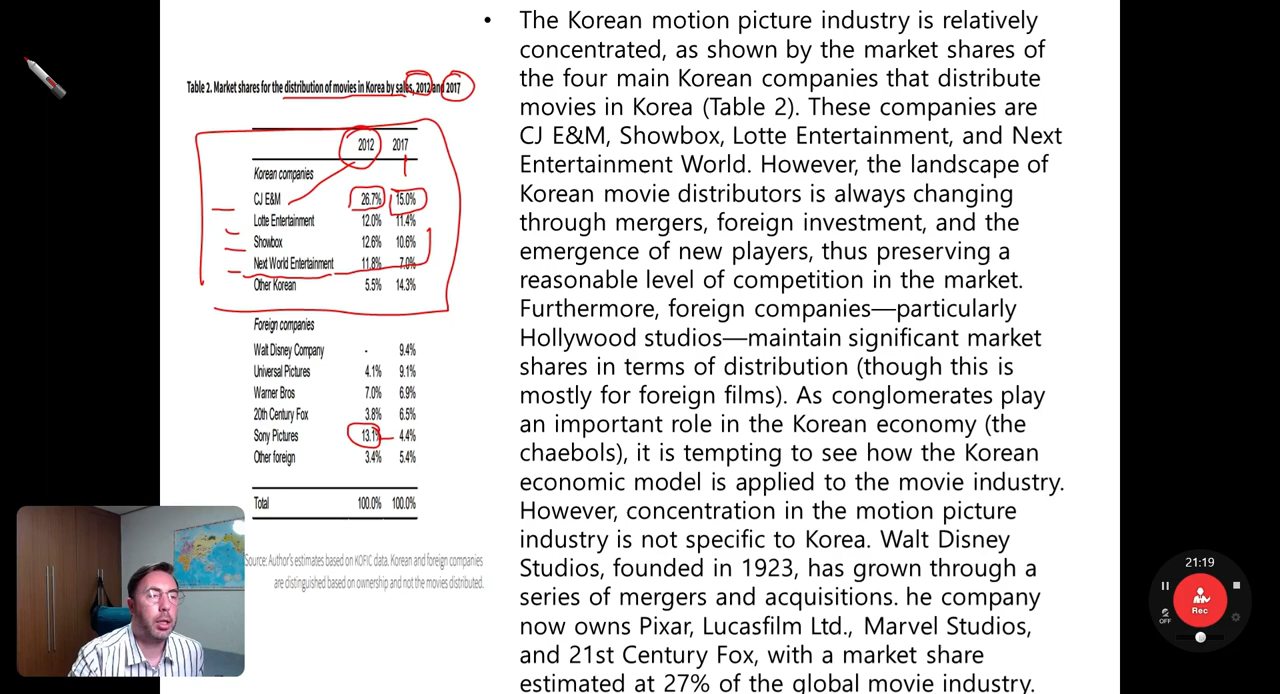 Table 2. Market shares for the distribution of movies in Korea by sales, 2012 and 2017
2012 2017
Korean companies
CJ E&M 26.7% 15.0%
Lotte Entertainment 12.0% 11.4%
Showbox 12.6% 10.6%
Next World Entertainment 11.8% 7.0%
Other Korean 5.5% 14.3%
Foreign companies
Walt Disney Company - 9.4%
Universal Pictures 4.1% 9.1%
Warner Bros 7.0% 6.9%
20th Century Fox 3.8% 6.5%
Sony Pictures 13.1% 4.4%
Other foreign 3.4% 5.4%
Total 100.0% 100.0%
Source: Author's estimates based on KOFIC data. Korean and foreign companies
are distinguished based on ownership and not the movies distributed.
• The Korean motion picture industry is relatively
concentrated, as shown by the market shares of
the four main Korean companies that distribute
movies in Korea (Table 2). These companies are
CJ E&M, Showbox, Lotte Entertainment, and Next
Entertainment World. However, the landscape of
Korean movie distributors is always changing
through mergers, foreign investment, and the
emergence of new players, thus preserving a
reasonable level of competition in the market.
Furthermore, foreign companies—particularly
Hollywood studios—maintain significant market
shares in terms of distribution (though this is
mostly for foreign films). As conglomerates play
an important role in the Korean economy (the
chaebols), it is tempting to see how the Korean
economic model is applied to the movie industry.
However, concentration in the motion picture
industry is not specific to Korea. Walt Disney
Studios, founded in 1923, has grown through a
series of mergers and acquisitions. he company
now owns Pixar, Lucasfilm Ltd., Marvel Studios,
and 21st Century Fox, with a market share
estimated at 27% of the global movie industry.
21:19
Rec
OFF